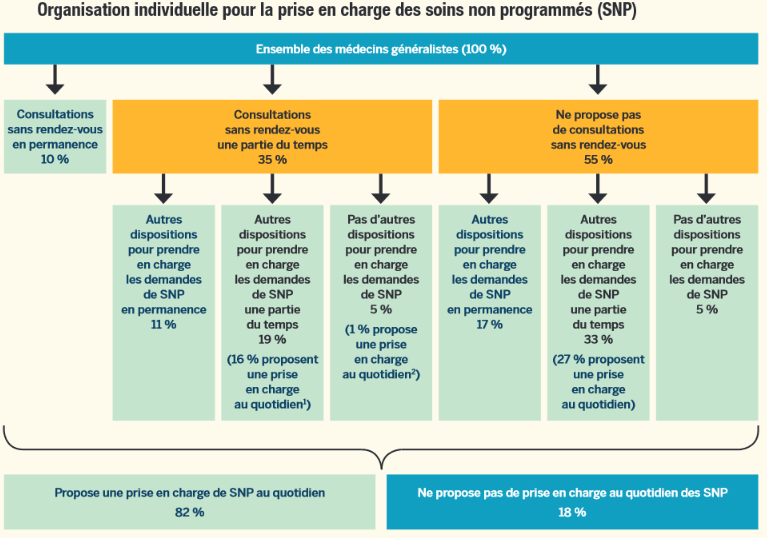 Organisation individuelle pour la prise en charge des soins non programmés (SNP)
Ensemble des médecins généralistes (100 %)
Consultations
sans rendez-vous
en permanence
10 %
Consultations
sans rendez-vous
une partie du temps
35 %
Ne propose pas
de consultations
sans rendez-vous
55 %
Autres
dispositions
pour prendre
en charge
les demandes
de SNP
en permanence
11 %
Autres
dispositions
pour prendre
en charge
les demandes
de SNP
une partie
du temps
19 %
(16 % proposent
une prise
en charge
au quotidien¹)
Pas d'autres
dispositions
pour prendre
en charge
les demandes
de SNP
5 %
(1 % propose
une prise
en charge
au quotidien²)
Autres
dispositions
pour prendre
en charge
les demandes
de SNP
en permanence
17 %
Autres
dispositions
pour prendre
en charge
les demandes
de SNP
une partie du
temps
33 %
(27 % proposent
une prise
en charge
au quotidien)
Pas d'autres
dispositions
pour prendre
en charge
les demandes
de SNP
5 %
Propose une prise en charge de SNP au quotidien
82 %
Ne propose pas de prise en charge au quotidien des SNP
18 %